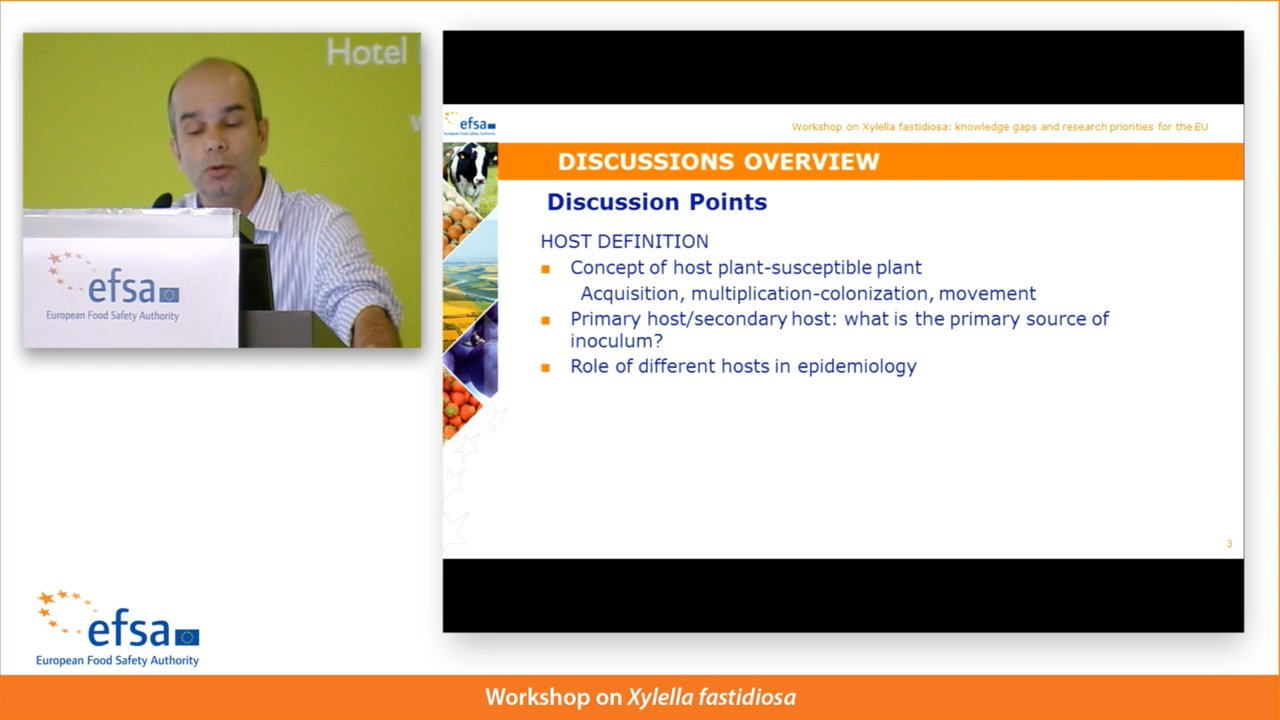 Hotel
efsa
European Food Safety Authority
efsa
European Food Safety Authority
Workshop on Xylella fastidiosa: knowledge gaps and research priorities for the EU
DISCUSSIONS OVERVIEW
Discussion Points
HOST DEFINITION
Concept of host plant-susceptible plant
Acquisition, multiplication-colonization, movement
Primary host/secondary host: what is the primary source of
inoculum?
Role of different hosts in epidemiology
3
efsa
European Food Safety Authority
Workshop on Xylella fastidiosa